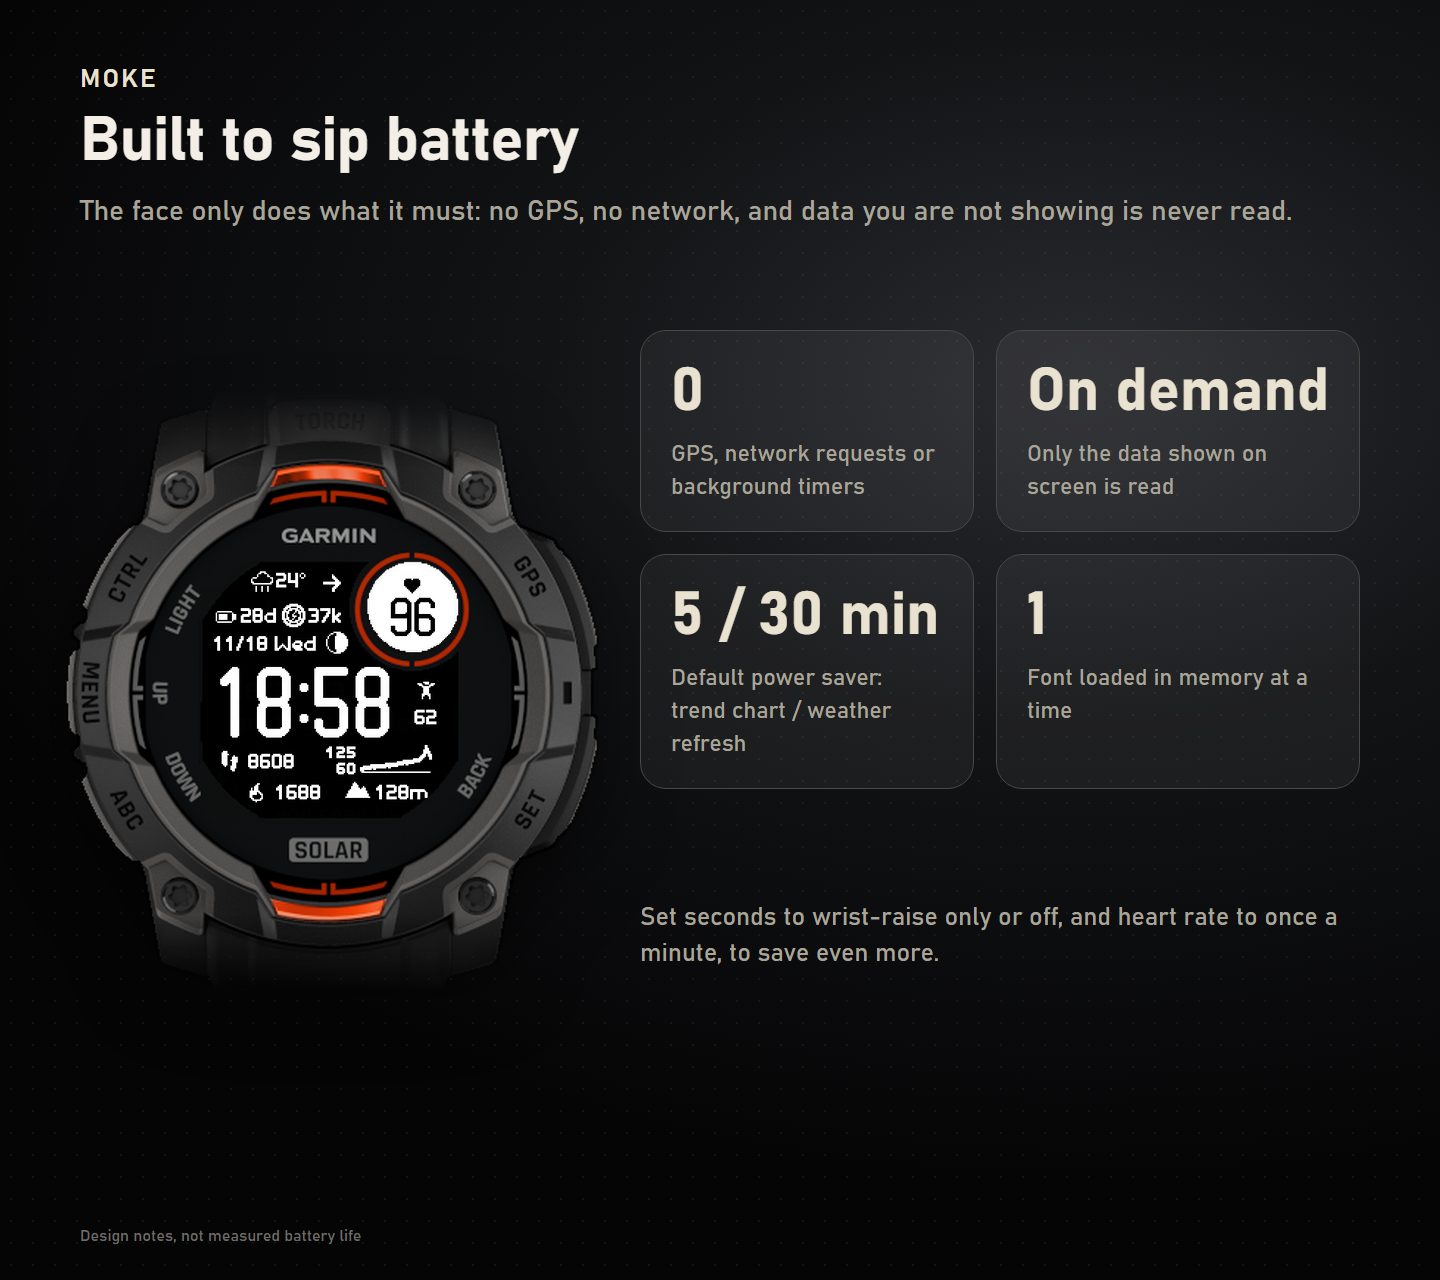 MOKE
Built to sip battery
The face only does what it must: no GPS, no network, and data you are not showing is never read.
TORCH
GARMIN
CTRL
LIGHT
GPS
MENU
UP
DOWN
BACK
ABC
SET
24°
96
28d 37k
11/18 Wed
18:58
62
8608
125
60
1688
128m
SOLAR
0
GPS, network requests or
background timers
On demand
Only the data shown on
screen is read
5 / 30 min
Default power saver:
trend chart / weather
refresh
1
Font loaded in memory at a
time
Set seconds to wrist-raise only or off, and heart rate to once a
minute, to save even more.
Design notes, not measured battery life